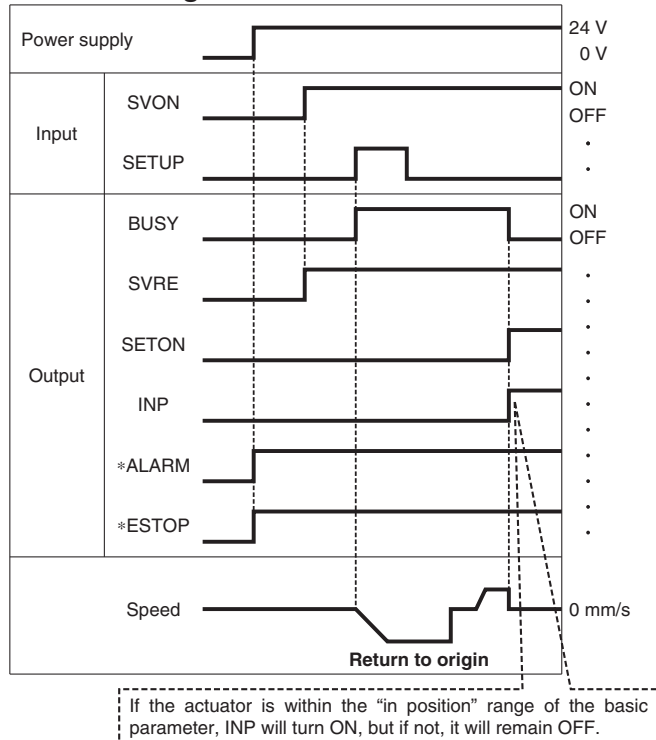 Power supply
24 V
0 V
Input
SVON
ON
OFF
SETUP
Output
BUSY
ON
OFF
SVRE
SETON
INP
*ALARM
*ESTOP
Speed
0 mm/s
Return to origin
If the actuator is within the “in position” range of the basic
parameter, INP will turn ON, but if not, it will remain OFF.